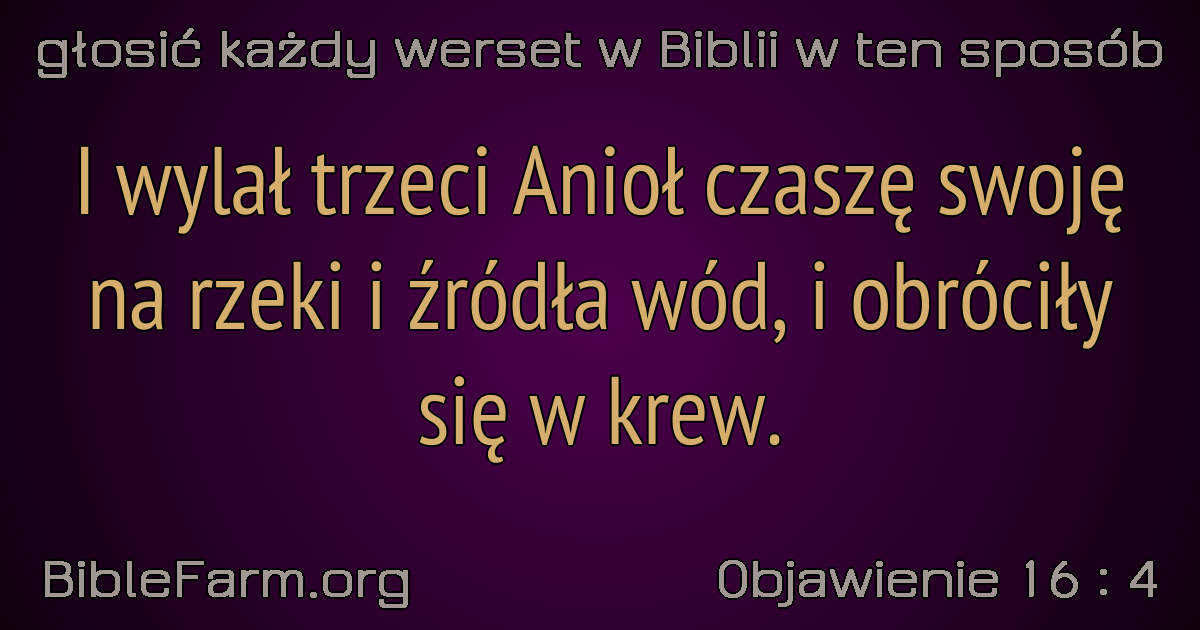 głosić każdy werset w Biblii w ten sposób
I wylał trzeci Anioł czaszę swoję
na rzeki i źródła wód, i obróciły
się w krew.
BibleFarm.org
Objawienie 16 : 4